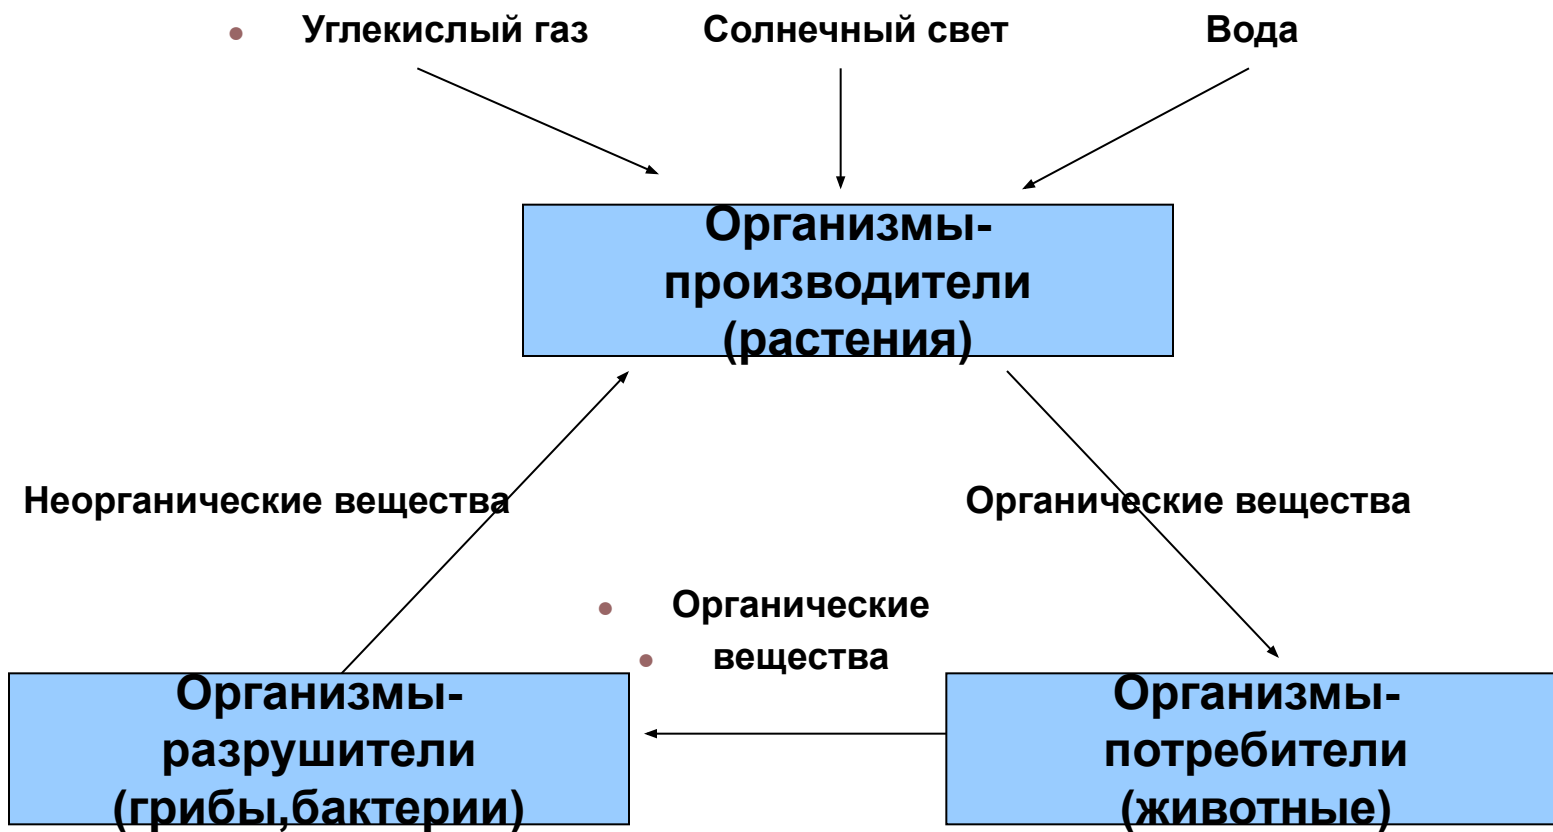 Углекислый газ Солнечный свет Вода
Организмы-
производители
(растения)
Неорганические вещества Органические вещества
Органические
вещества
Организмы-
разрушители
(грибы,бактерии)
Организмы-
потребители
(животные)